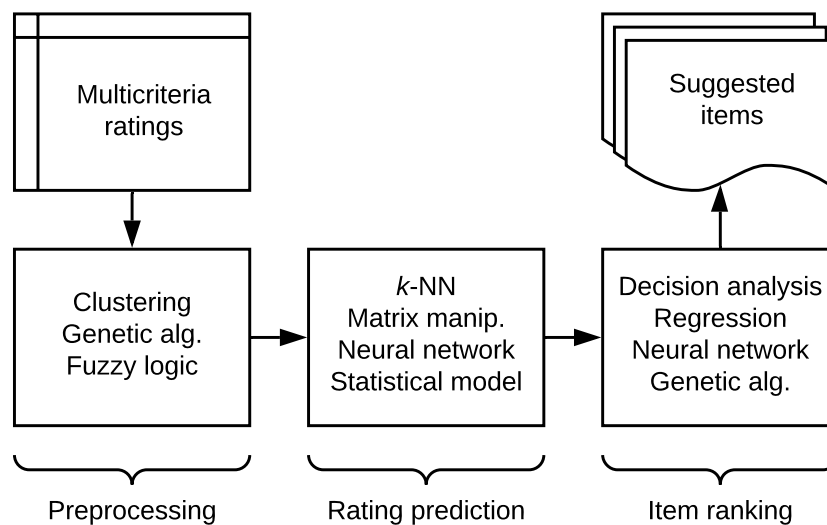 Multicriteria
ratings
Suggested
items
Clustering
Genetic alg.
Fuzzy logic
k-NN
Matrix manip.
Neural network
Statistical model
Decision analysis
Regression
Neural network
Genetic alg.
Preprocessing
Rating prediction
Item ranking